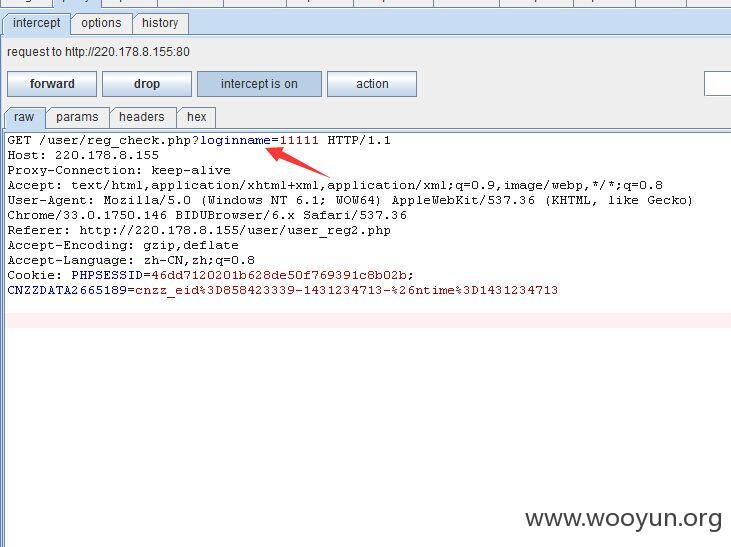 intercept options history
request to http://220.178.8.155:80
forward drop intercept is on action
raw params headers hex
GET /user/reg_check.php?loginname=11111 HTTP/1.1
Host: 220.178.8.155
Proxy-Connection: keep-alive
Accept: text/html,application/xhtml+xml,application/xml;q=0.9,image/webp,*/*;q=0.8
User-Agent: Mozilla/5.0 (Windows NT 6.1; WOW64) AppleWebKit/537.36 (KHTML, like Gecko)
Chrome/33.0.1750.146 BIDUBrowser/6.x Safari/537.36
Referer: http://220.178.8.155/user/user_reg2.php
Accept-Encoding: gzip,deflate
Accept-Language: zh-CN,zh;q=0.8
Cookie: PHPSESSID=46dd7120201b628de50f769391c8b02b;
CNZZDATA2665189=cnzz_eid%3D858423339-1431234713-%26ntime%3D1431234713
www.wooyun.org